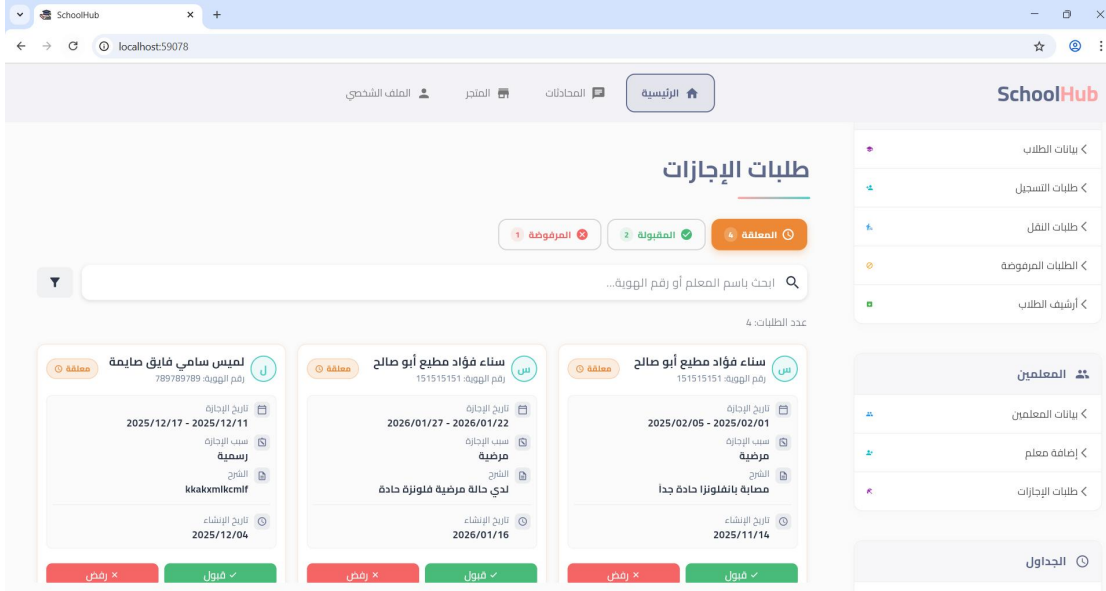 SchoolHub
localhost:59078
SchoolHub
الرئيسية
المحادثات
المتجر
الملف الشخصي
بيانات الطلاب
طلبات التسجيل
طلبات النقل
الطلبات المرفوضة
أرشيف الطلاب
المعلمين
بيانات المعلمين
إضافة معلم
طلبات الإجازات
الجداول
طلبات الإجازات
المعلقة 4
المقبولة 2
المرفوضة 1
ابحث باسم المعلم أو رقم الهوية...
عدد الطلبات: 4
س
سناء فؤاد مطيع أبو صالح
معلقة
رقم الهوية: 151515151
تاريخ الإجازة
2025/02/05 - 2025/02/01
سبب الإجازة
مرضية
الشرح
مصابة بانفلونزا حادة جداً
تاريخ الإنشاء
2025/11/14
قبول
رفض
س
سناء فؤاد مطيع أبو صالح
معلقة
رقم الهوية: 151515151
تاريخ الإجازة
2026/01/27 - 2026/01/22
سبب الإجازة
مرضية
الشرح
لدي حالة مرضية فلونزة حادة
تاريخ الإنشاء
2026/01/16
قبول
رفض
ل
لميس سامي فايق صايمة
معلقة
رقم الهوية: 789789789
تاريخ الإجازة
2025/12/17 - 2025/12/11
سبب الإجازة
رسمية
الشرح
kkakxmlkcmlf
تاريخ الإنشاء
2025/12/04
قبول
رفض